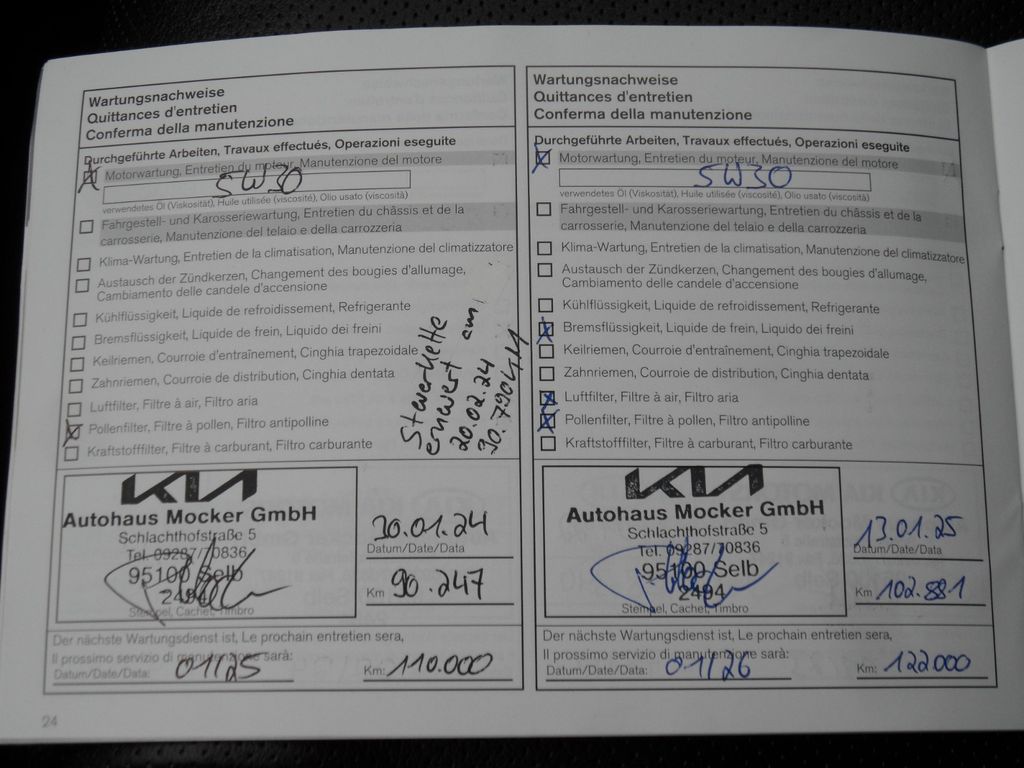 Wartungsnachweise
Quittances d'entretien
Conferma della manutenzione
Durchgeführte Arbeiten, Travaux effectués, Operazioni eseguite
Motorwartung, Entretien du moteur, Manutenzione del motore
5W30
verwendetes Öl (Viskosität), Huile utilisée (viscosité), Olio usato (viscosità)
Fahrgestell- und Karosseriewartung, Entretien du châssis et de la
carrosserie, Manutenzione del telaio e della carrozzeria
Klima-Wartung, Entretien de la climatisation, Manutenzione del climatizzatore
Austausch der Zündkerzen, Changement des bougies d'allumage,
Cambiamento delle candele d'accensione
Kühlflüssigkeit, Liquide de refroidissement, Refrigerante
Bremsflüssigkeit, Liquide de frein, Liquido dei freini
Keilriemen, Courroie d'entraînement, Cinghia trapezoidale
Zahnriemen, Courroie de distribution, Cinghia dentata
Luftfilter, Filtre à air, Filtro aria
Pollenfilter, Filtre à pollen, Filtro antipolline
Kraftstofffilter, Filtre à carburant, Filtro carburante
Steuerkette
erneuert am
20.02.24
KIA
Autohaus Mocker GmbH
Schlachthofstraße 5
Tel. 09287/70836
95100 Selb
2494
Stempel, Cachet, Timbro
30.01.24
Datum/Date/Data
Km 90.247
Der nächste Wartungsdienst ist, Le prochain entretien sera,
Il prossimo servizio di manutenzione sarà:
Datum/Date/Data: 01/25
Km: 110.000
24
Wartungsnachweise
Quittances d'entretien
Conferma della manutenzione
Durchgeführte Arbeiten, Travaux effectués, Operazioni eseguite
Motorwartung, Entretien du moteur, Manutenzione del motore
5W30
verwendetes Öl (Viskosität), Huile utilisée (viscosité), Olio usato (viscosità)
Fahrgestell- und Karosseriewartung, Entretien du châssis et de la
carrosserie, Manutenzione del telaio e della carrozzeria
Klima-Wartung, Entretien de la climatisation, Manutenzione del climatizzatore
Austausch der Zündkerzen, Changement des bougies d'allumage,
Cambiamento delle candele d'accensione
Kühlflüssigkeit, Liquide de refroidissement, Refrigerante
Bremsflüssigkeit, Liquide de frein, Liquido dei freini
Keilriemen, Courroie d'entraînement, Cinghia trapezoidale
Zahnriemen, Courroie de distribution, Cinghia dentata
Luftfilter, Filtre à air, Filtro aria
Pollenfilter, Filtre à pollen, Filtro antipolline
Kraftstofffilter, Filtre à carburant, Filtro carburante
KIA
Autohaus Mocker GmbH
Schlachthofstraße 5
Tel. 09287/70836
95100 Selb
2494
Stempel, Cachet, Timbro
13.01.25
Datum/Date/Data
Km 102.881
Der nächste Wartungsdienst ist, Le prochain entretien sera,
Il prossimo servizio di manutenzione sarà:
Datum/Date/Data: 01/26
Km: 122000